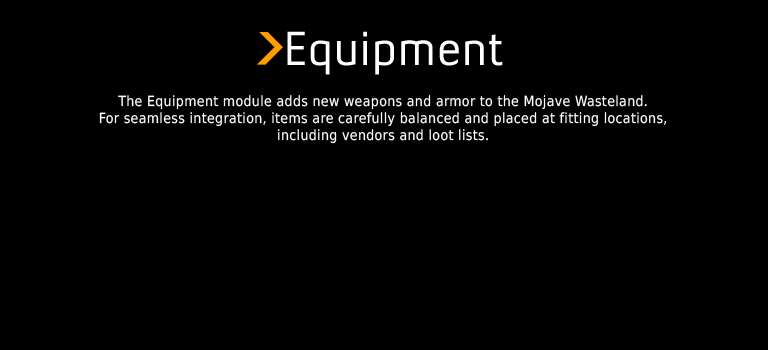 Equipment
The Equipment module adds new weapons and armor to the Mojave Wasteland.
For seamless integration, items are carefully balanced and placed at fitting locations,
including vendors and loot lists.